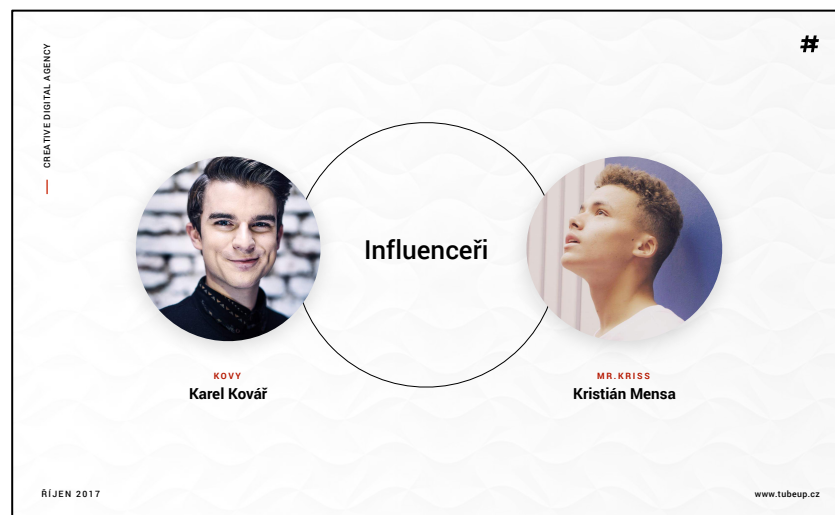 CREATIVE DIGITAL AGENCY
#
Influenceři
KOVY
Karel Kovář
MR.KRISS
Kristián Mensa
ŘÍJEN 2017
www.tubeup.cz